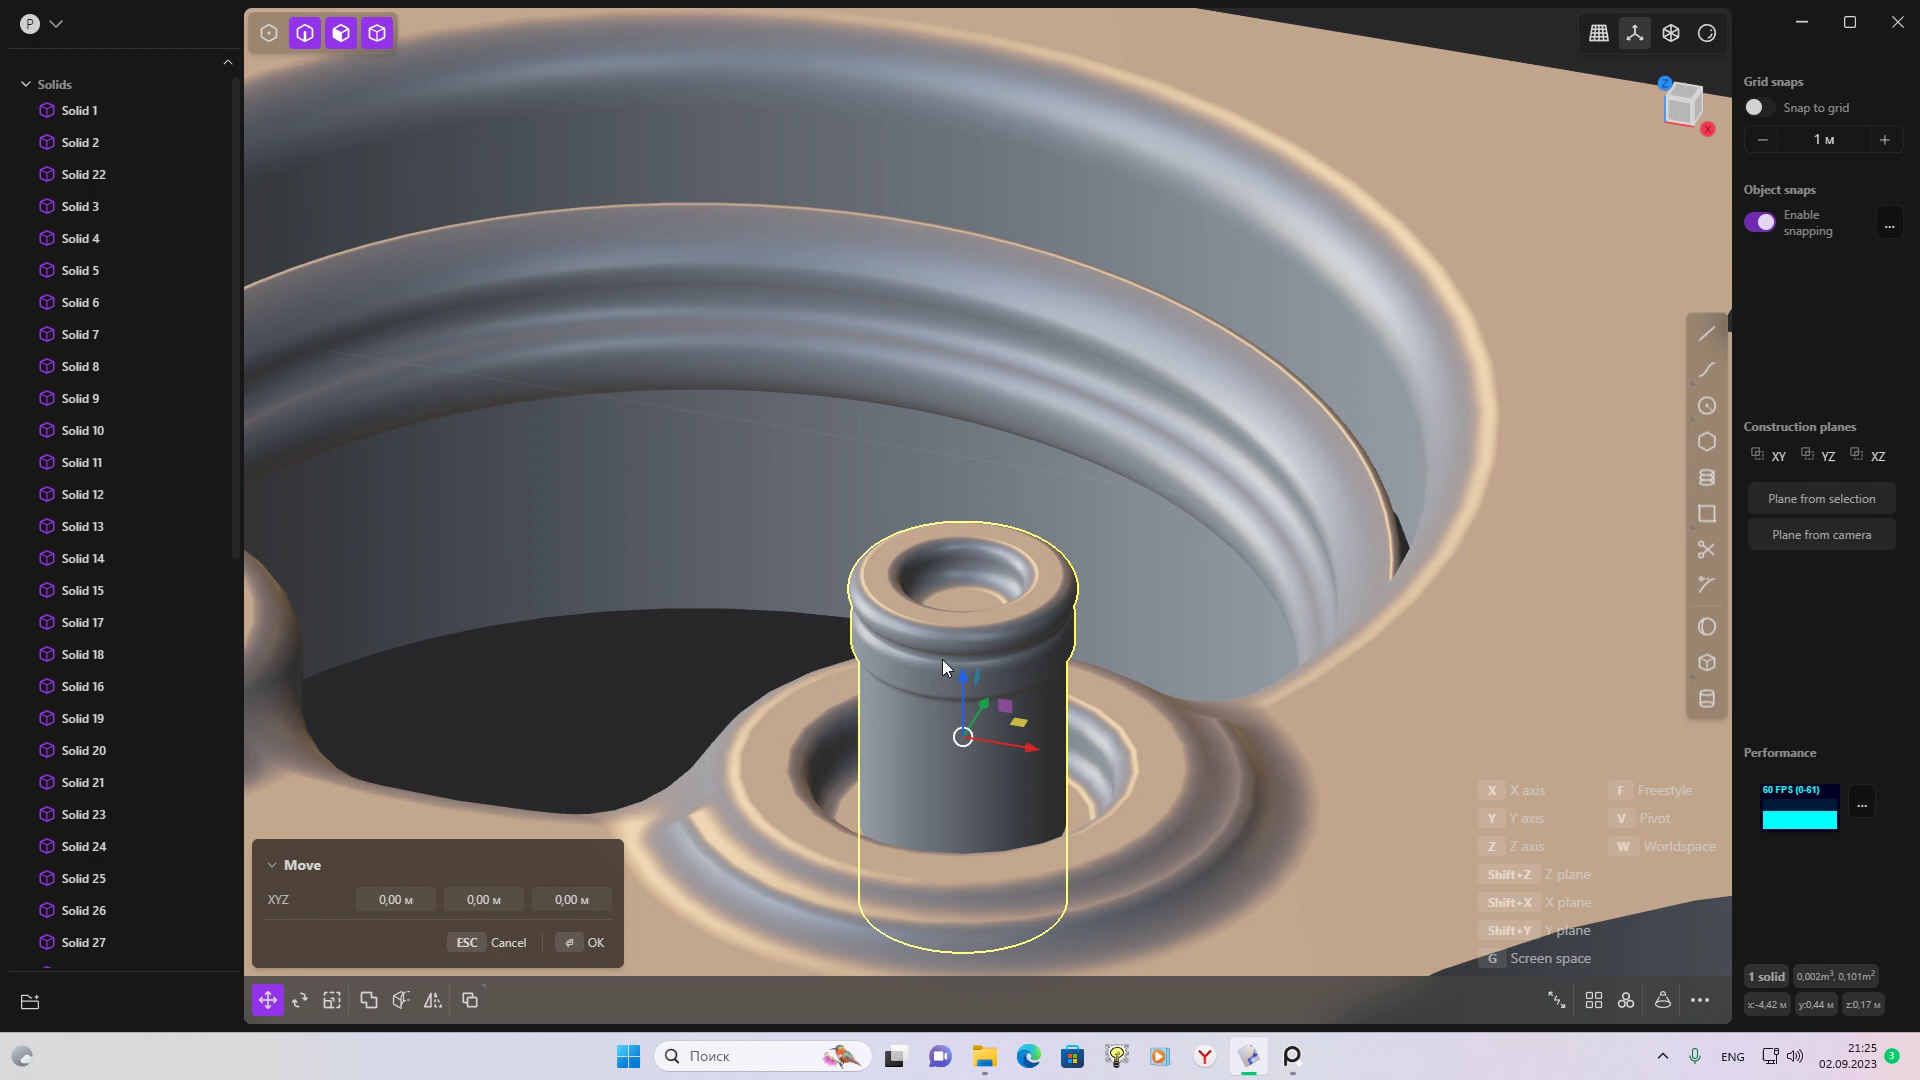 P
Solids
Solid 1
Solid 2
Solid 22
Solid 3
Solid 4
Solid 5
Solid 6
Solid 7
Solid 8
Solid 9
Solid 10
Solid 11
Solid 12
Solid 13
Solid 14
Solid 15
Solid 17
Solid 18
Solid 16
Solid 19
Solid 20
Solid 21
Solid 23
Solid 24
Solid 25
Solid 26
Solid 27
Z
X
Move
XYZ 0,00 м 0,00 м 0,00 м
ESC Cancel OK
X X axis F Freestyle
Y Y axis V Pivot
Z Z axis W Worldspace
Shift+Z Z plane
Shift+X X plane
Shift+Y Y plane
G Screen space
Grid snaps
Snap to grid
1 м
Object snaps
Enable
snapping
...
Construction planes
XY YZ XZ
Plane from selection
Plane from camera
Performance
60 FPS (0-61)
...
1 solid 0,002m³, 0,101m²
x:-4,42 м y:0,44 м z:0,17 м
Поиск
ENG
21:25
02.09.2023
3